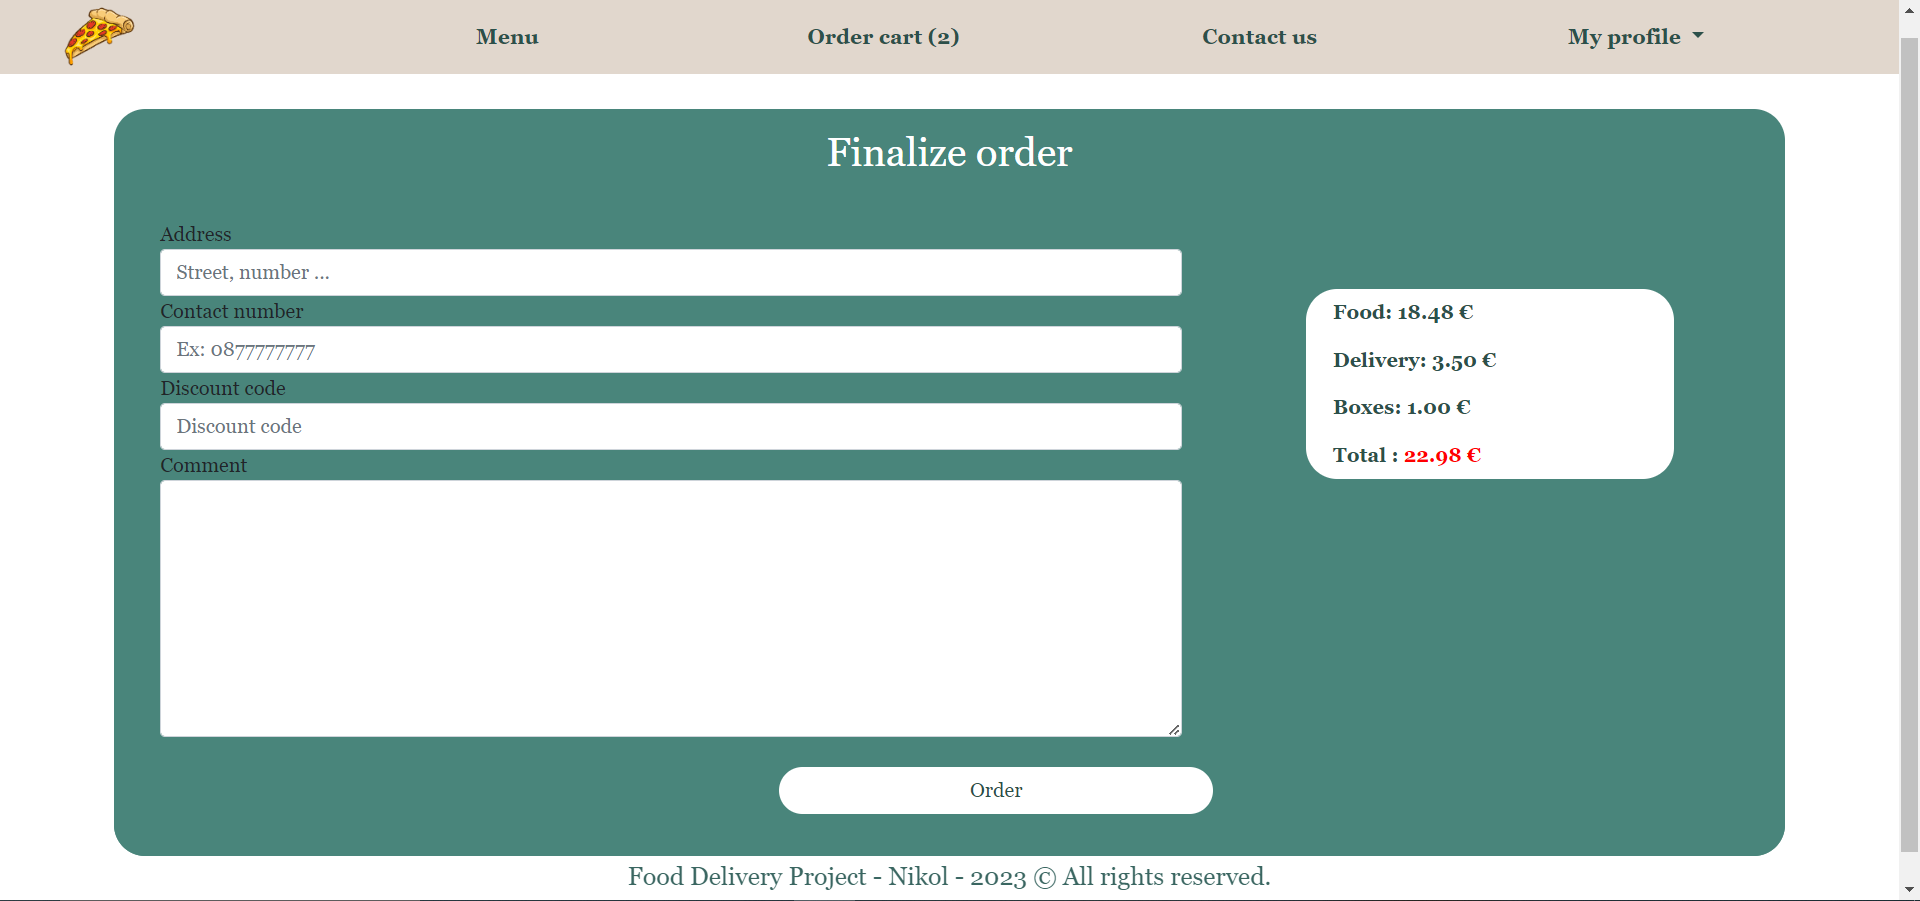 Menu
Order cart (2)
Contact us
My profile
Finalize order
Address
Street, number ...
Contact number
Ex: 0877777777
Discount code
Discount code
Comment
Food: 18.48 €
Delivery: 3.50 €
Boxes: 1.00 €
Total : 22.98 €
Order
Food Delivery Project - Nikol - 2023 © All rights reserved.